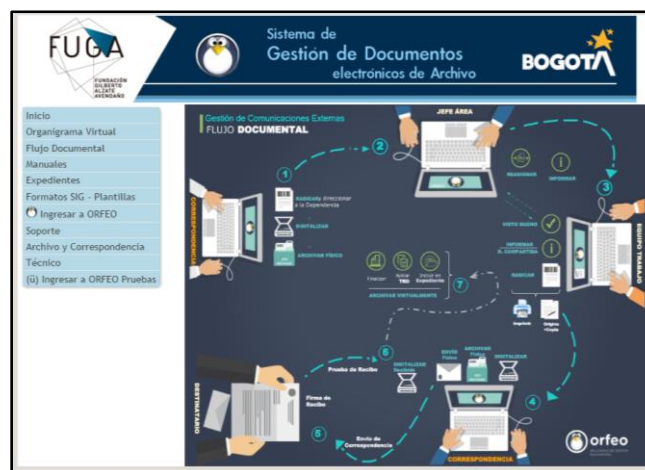 FUGA
FUNDACIÓN
GILBERTO
ALZATE
AVENDAÑO
Sistema de
Gestión de Documentos
electrónicos de Archivo
BOGOTÁ
Inicio
Organigrama Virtual
Flujo Documental
Manuales
Expedientes
Formatos SIG - Plantillas
Ingresar a ORFEO
Soporte
Archivo y Correspondencia
Técnico
(ü) Ingresar a ORFEO Pruebas
Gestión de Comunicaciones Externas
FLUJO DOCUMENTAL
JEFE ÁREA
1
2
3
REASIGNAR
INFORMAR
CORRESPONDENCIA
RADICAR
Direccionar
a la Dependencia
DIGITALIZAR
ARCHIVAR FÍSICO
VISTO BUENO
INFORMAR
EQUIPO TRABAJO
RADICAR
Finalizar
Aplicar
TRD
Incluir en
Expediente
ARCHIVAR VIRTUALMENTE
7
Imprimir
Original
+Copia
6
Prueba de Recibo
DIGITALIZAR
ENVÍO
Físico
ARCHIVAR
Físico
DIGITALIZAR
DESTINATARIO
Firma de
Recibo
5
Envío de
Correspondencia
4
CORRESPONDENCIA
orfeo